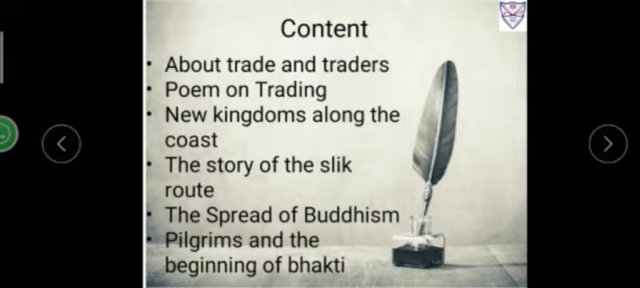 Content
• About trade and traders
• Poem on Trading
• New kingdoms along the
coast
• The story of the slik
route
• The Spread of Buddhism
• Pilgrims and the
beginning of bhakti